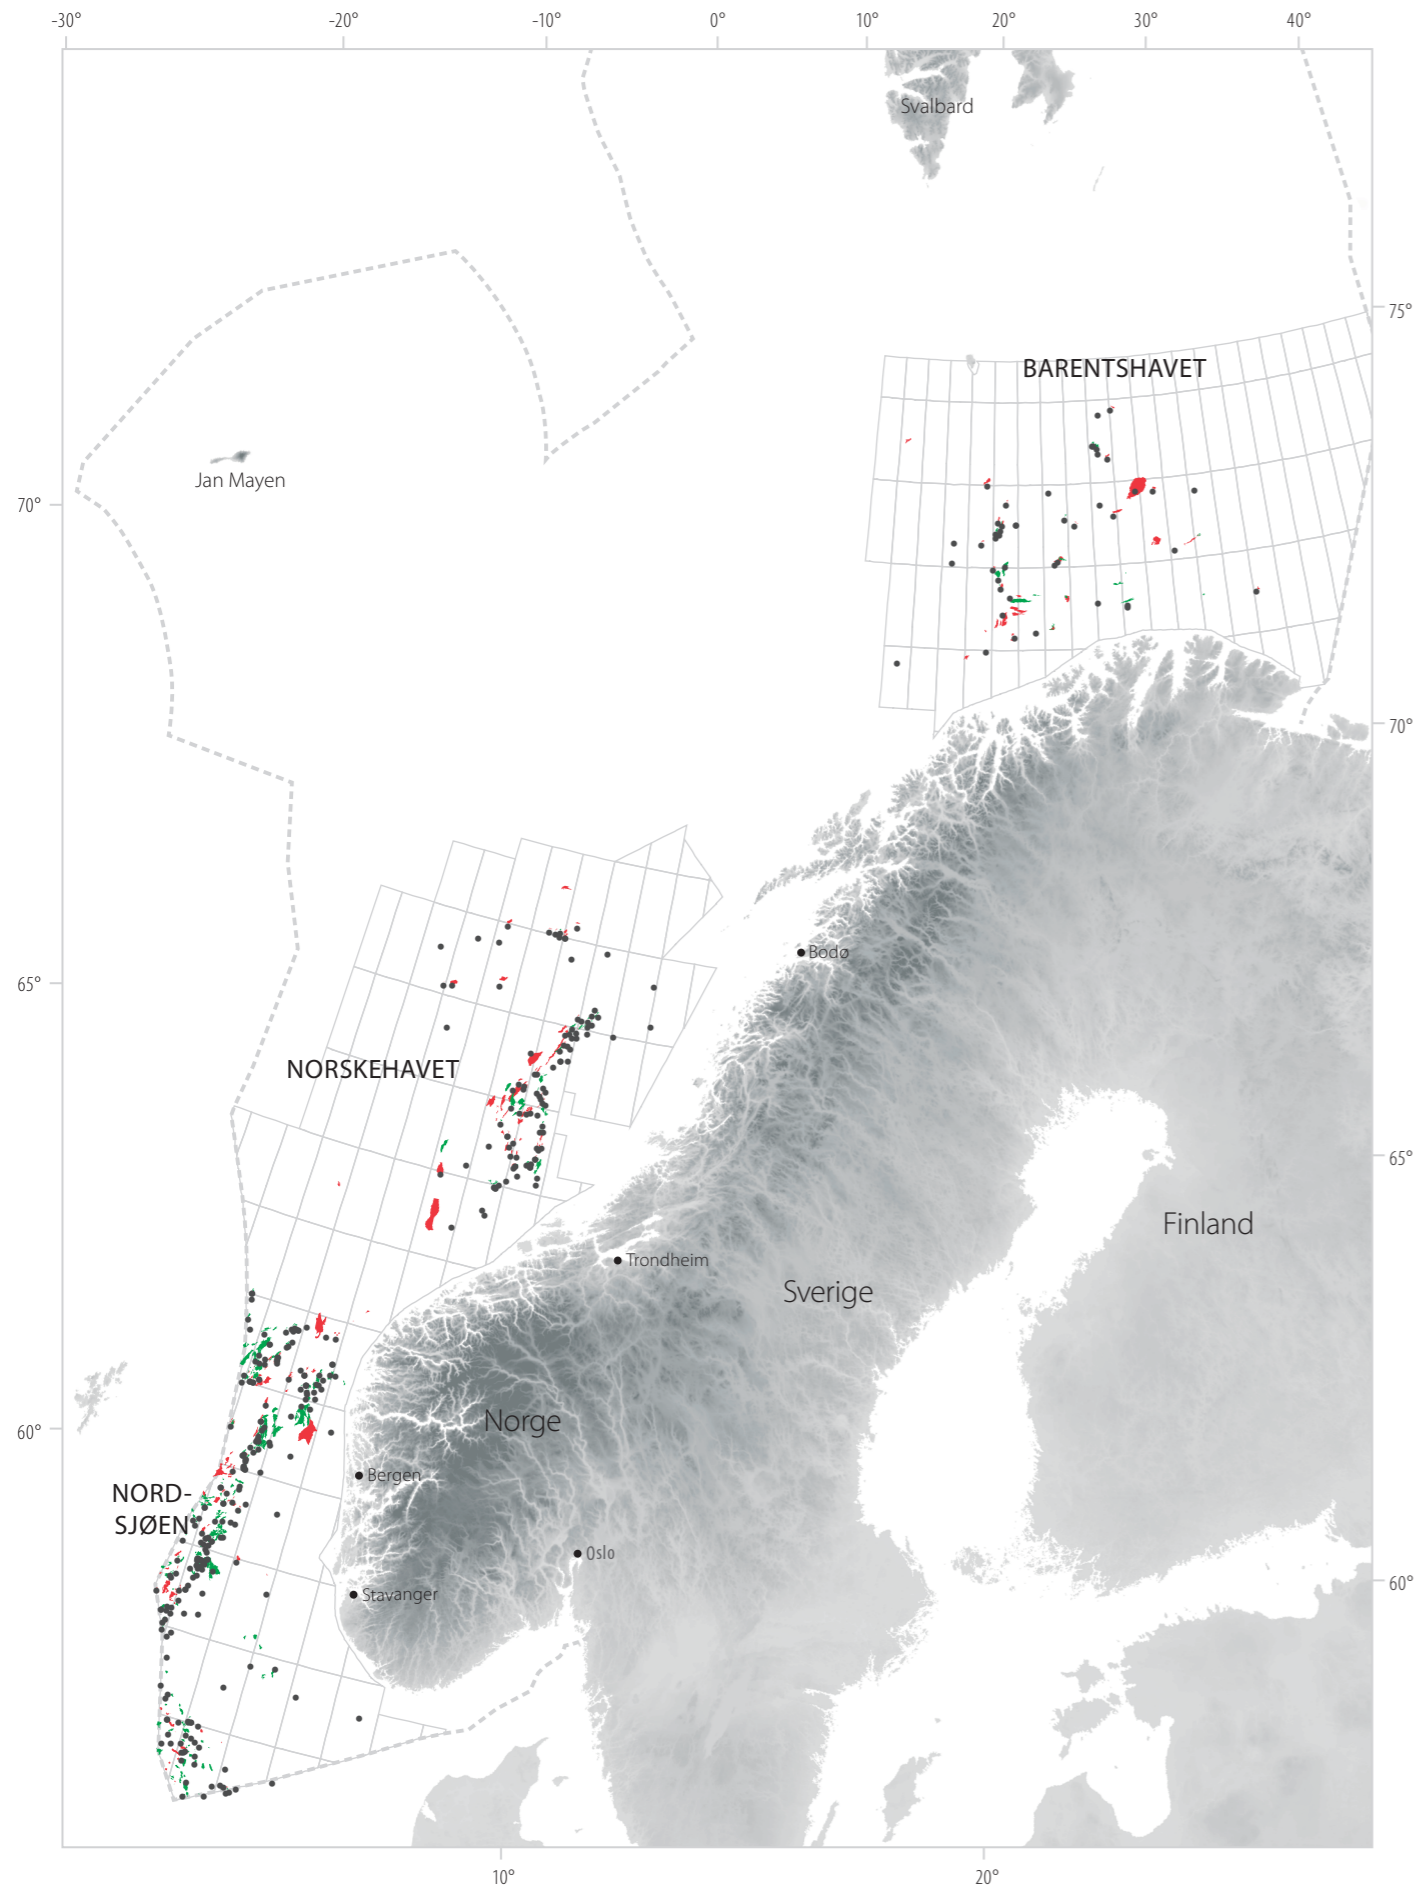 -30°
-20°
-10°
0°
10°
20°
30°
40°
Svalbard
75°
BARENTSHAVET
Jan Mayen
70°
70°
Bodø
65°
NORSKEHAVET
65°
Finland
Trondheim
Sverige
Norge
60°
Bergen
NORD-
SJØEN
Oslo
60°
Stavanger
10°
20°